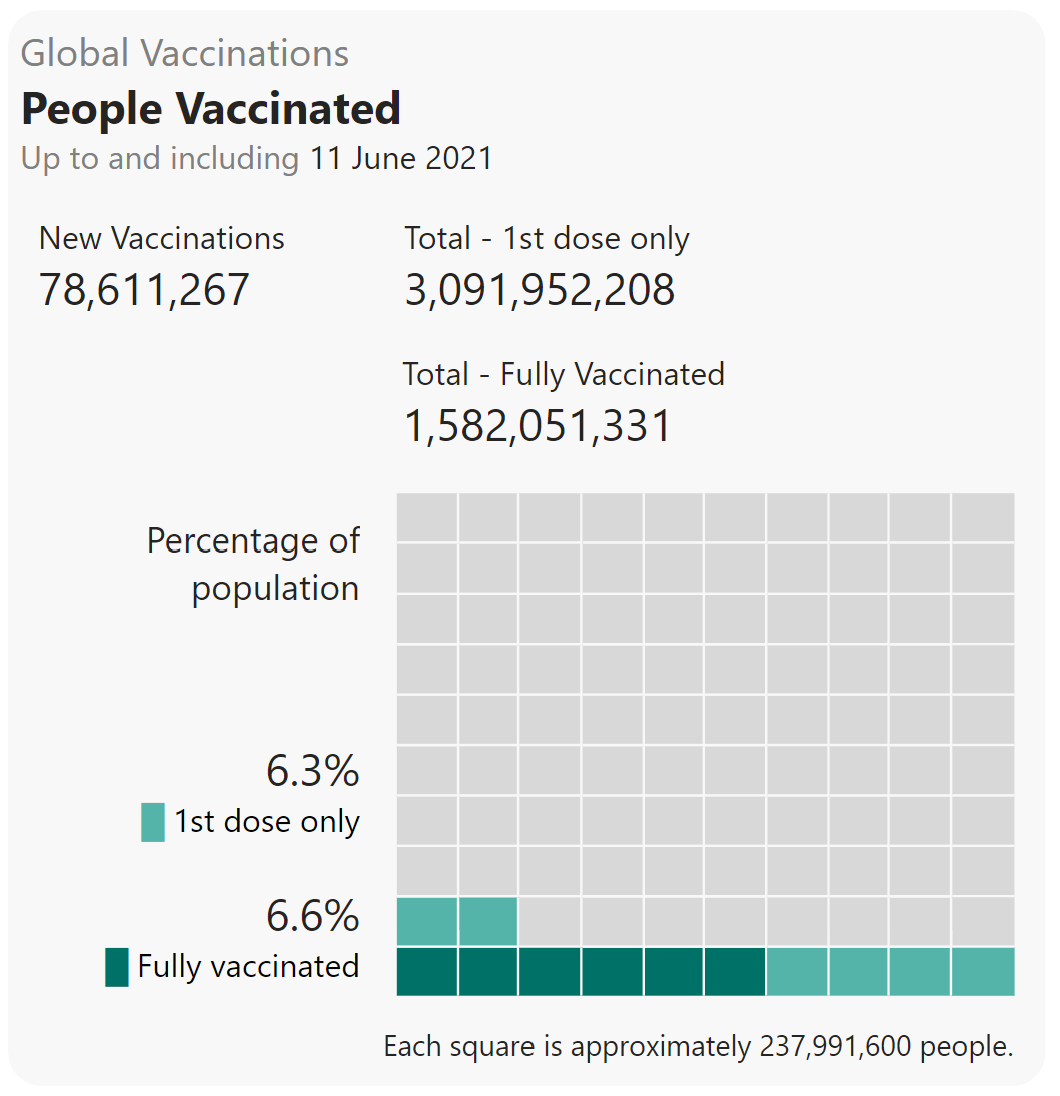 Global Vaccinations
People Vaccinated
Up to and including 11 June 2021
New Vaccinations
78,611,267
Total - 1st dose only
3,091,952,208
Total - Fully Vaccinated
1,582,051,331
Percentage of
population
6.3%
1st dose only
6.6%
Fully vaccinated
Each square is approximately 237,991,600 people.